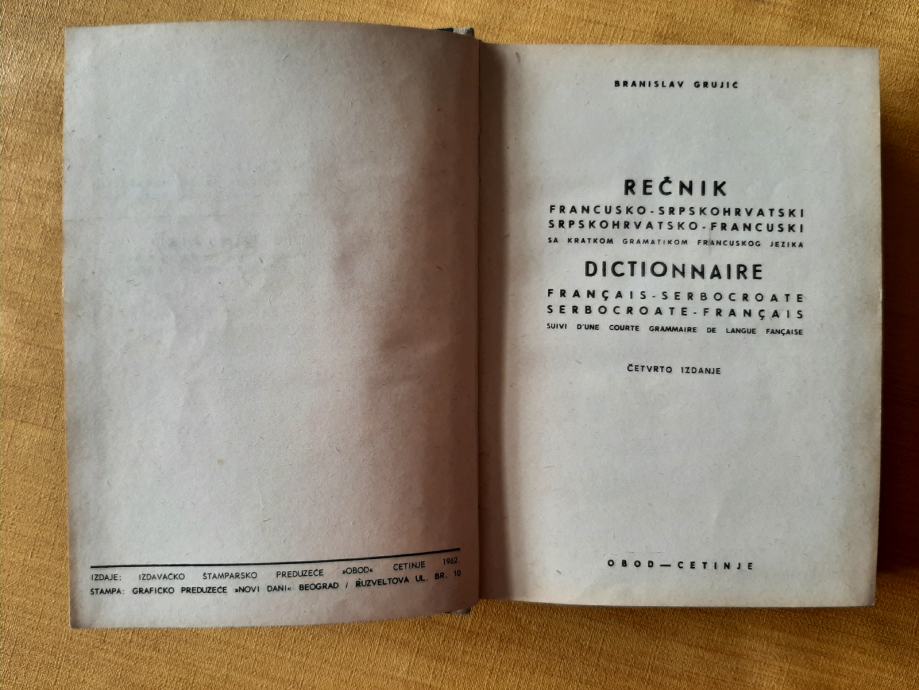 IZDAJE: IZDAVAČKO ŠTAMPARSKO PREDUZEĆE »OBOD« CETINJE 1962.
ŠTAMPA: GRAFIČKO PREDUZEĆE »NOVI DANI« BEOGRAD / RUZVELTOVA UL. BR. 10
BRANISLAV GRUJIĆ
REČNIK
FRANCUSKO-SRPSKOHRVATSKI
SRPSKOHRVATSKO-FRANCUSKI
SA KRATKOM GRAMATIKOM FRANCUSKOG JEZIKA
DICTIONNAIRE
FRANÇAIS-SERBOCROATE
SERBOCROATE-FRANÇAIS
SUIVI D'UNE COURTE GRAMMAIRE DE LANGUE FANÇAISE
ČETVRTO IZDANJE
OBOD—CETINJE